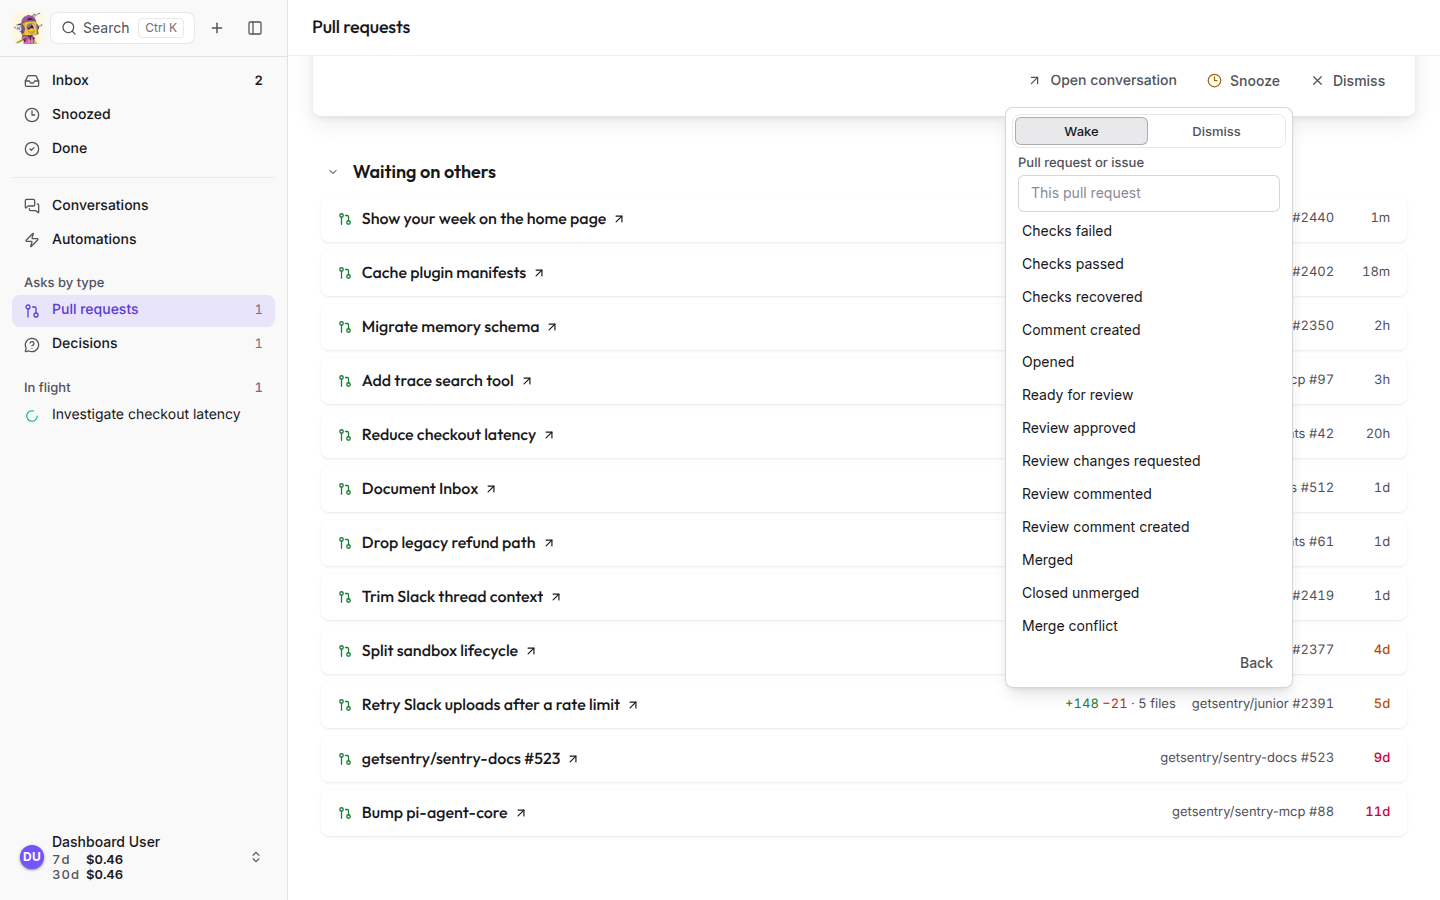 Search Ctrl K
Inbox 2
Snoozed
Done
Conversations
Automations
Asks by type
Pull requests 1
Decisions 1
In flight 1
Investigate checkout latency
DU
Dashboard User
7d $0.46
30d $0.46
Pull requests
Open conversation Snooze Dismiss
Waiting on others
Show your week on the home page #2440 1m
Cache plugin manifests #2402 18m
Migrate memory schema #2350 2h
Add trace search tool cp #97 3h
Reduce checkout latency ts #42 20h
Document Inbox s #512 1d
Drop legacy refund path ts #61 1d
Trim Slack thread context #2419 1d
Split sandbox lifecycle #2377 4d
Retry Slack uploads after a rate limit +148 −21 · 5 files getsentry/junior #2391 5d
getsentry/sentry-docs #523 getsentry/sentry-docs #523 9d
Bump pi-agent-core getsentry/sentry-mcp #88 11d
Wake Dismiss
Pull request or issue
This pull request
Checks failed
Checks passed
Checks recovered
Comment created
Opened
Ready for review
Review approved
Review changes requested
Review commented
Review comment created
Merged
Closed unmerged
Merge conflict
Back